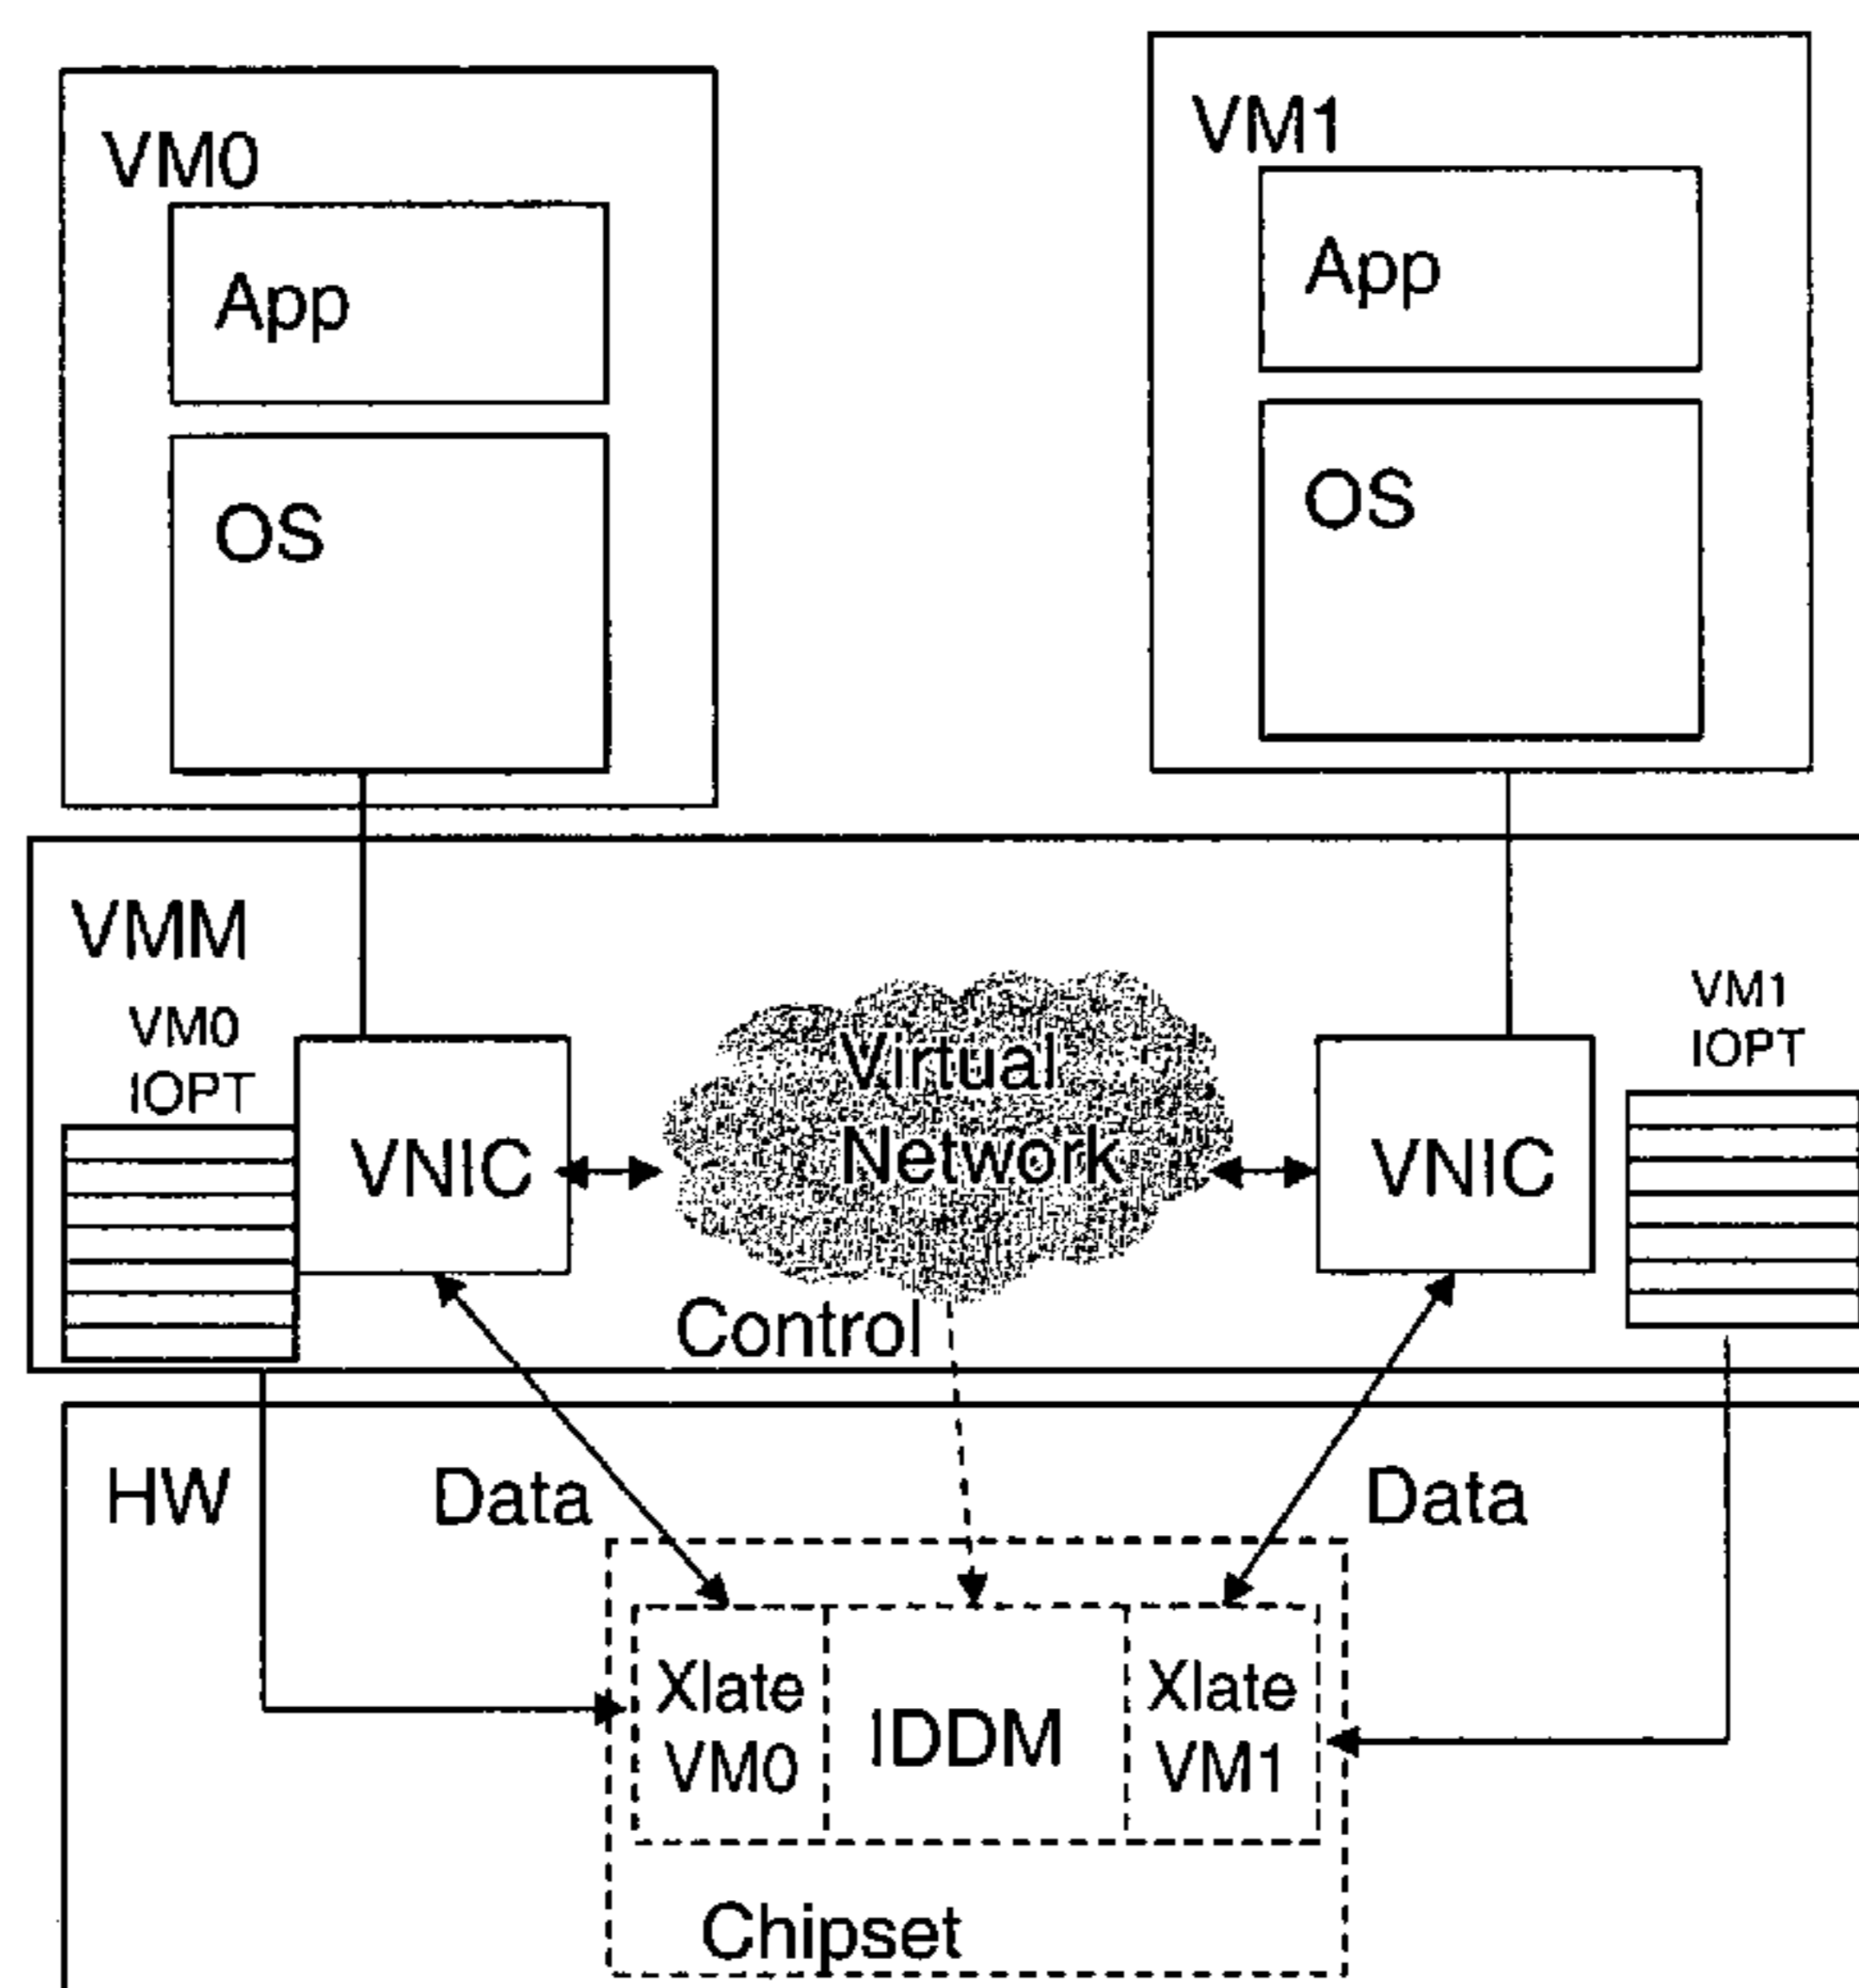 VM0
App
OS
VM1
App
OS
VMM
VM0
IOPT
VNIC
Virtual
Network
VNIC
VM1
IOPT
Control
HW
Data
Data
Xlate
VM0
IDDM
Xlate
VM1
Chipset